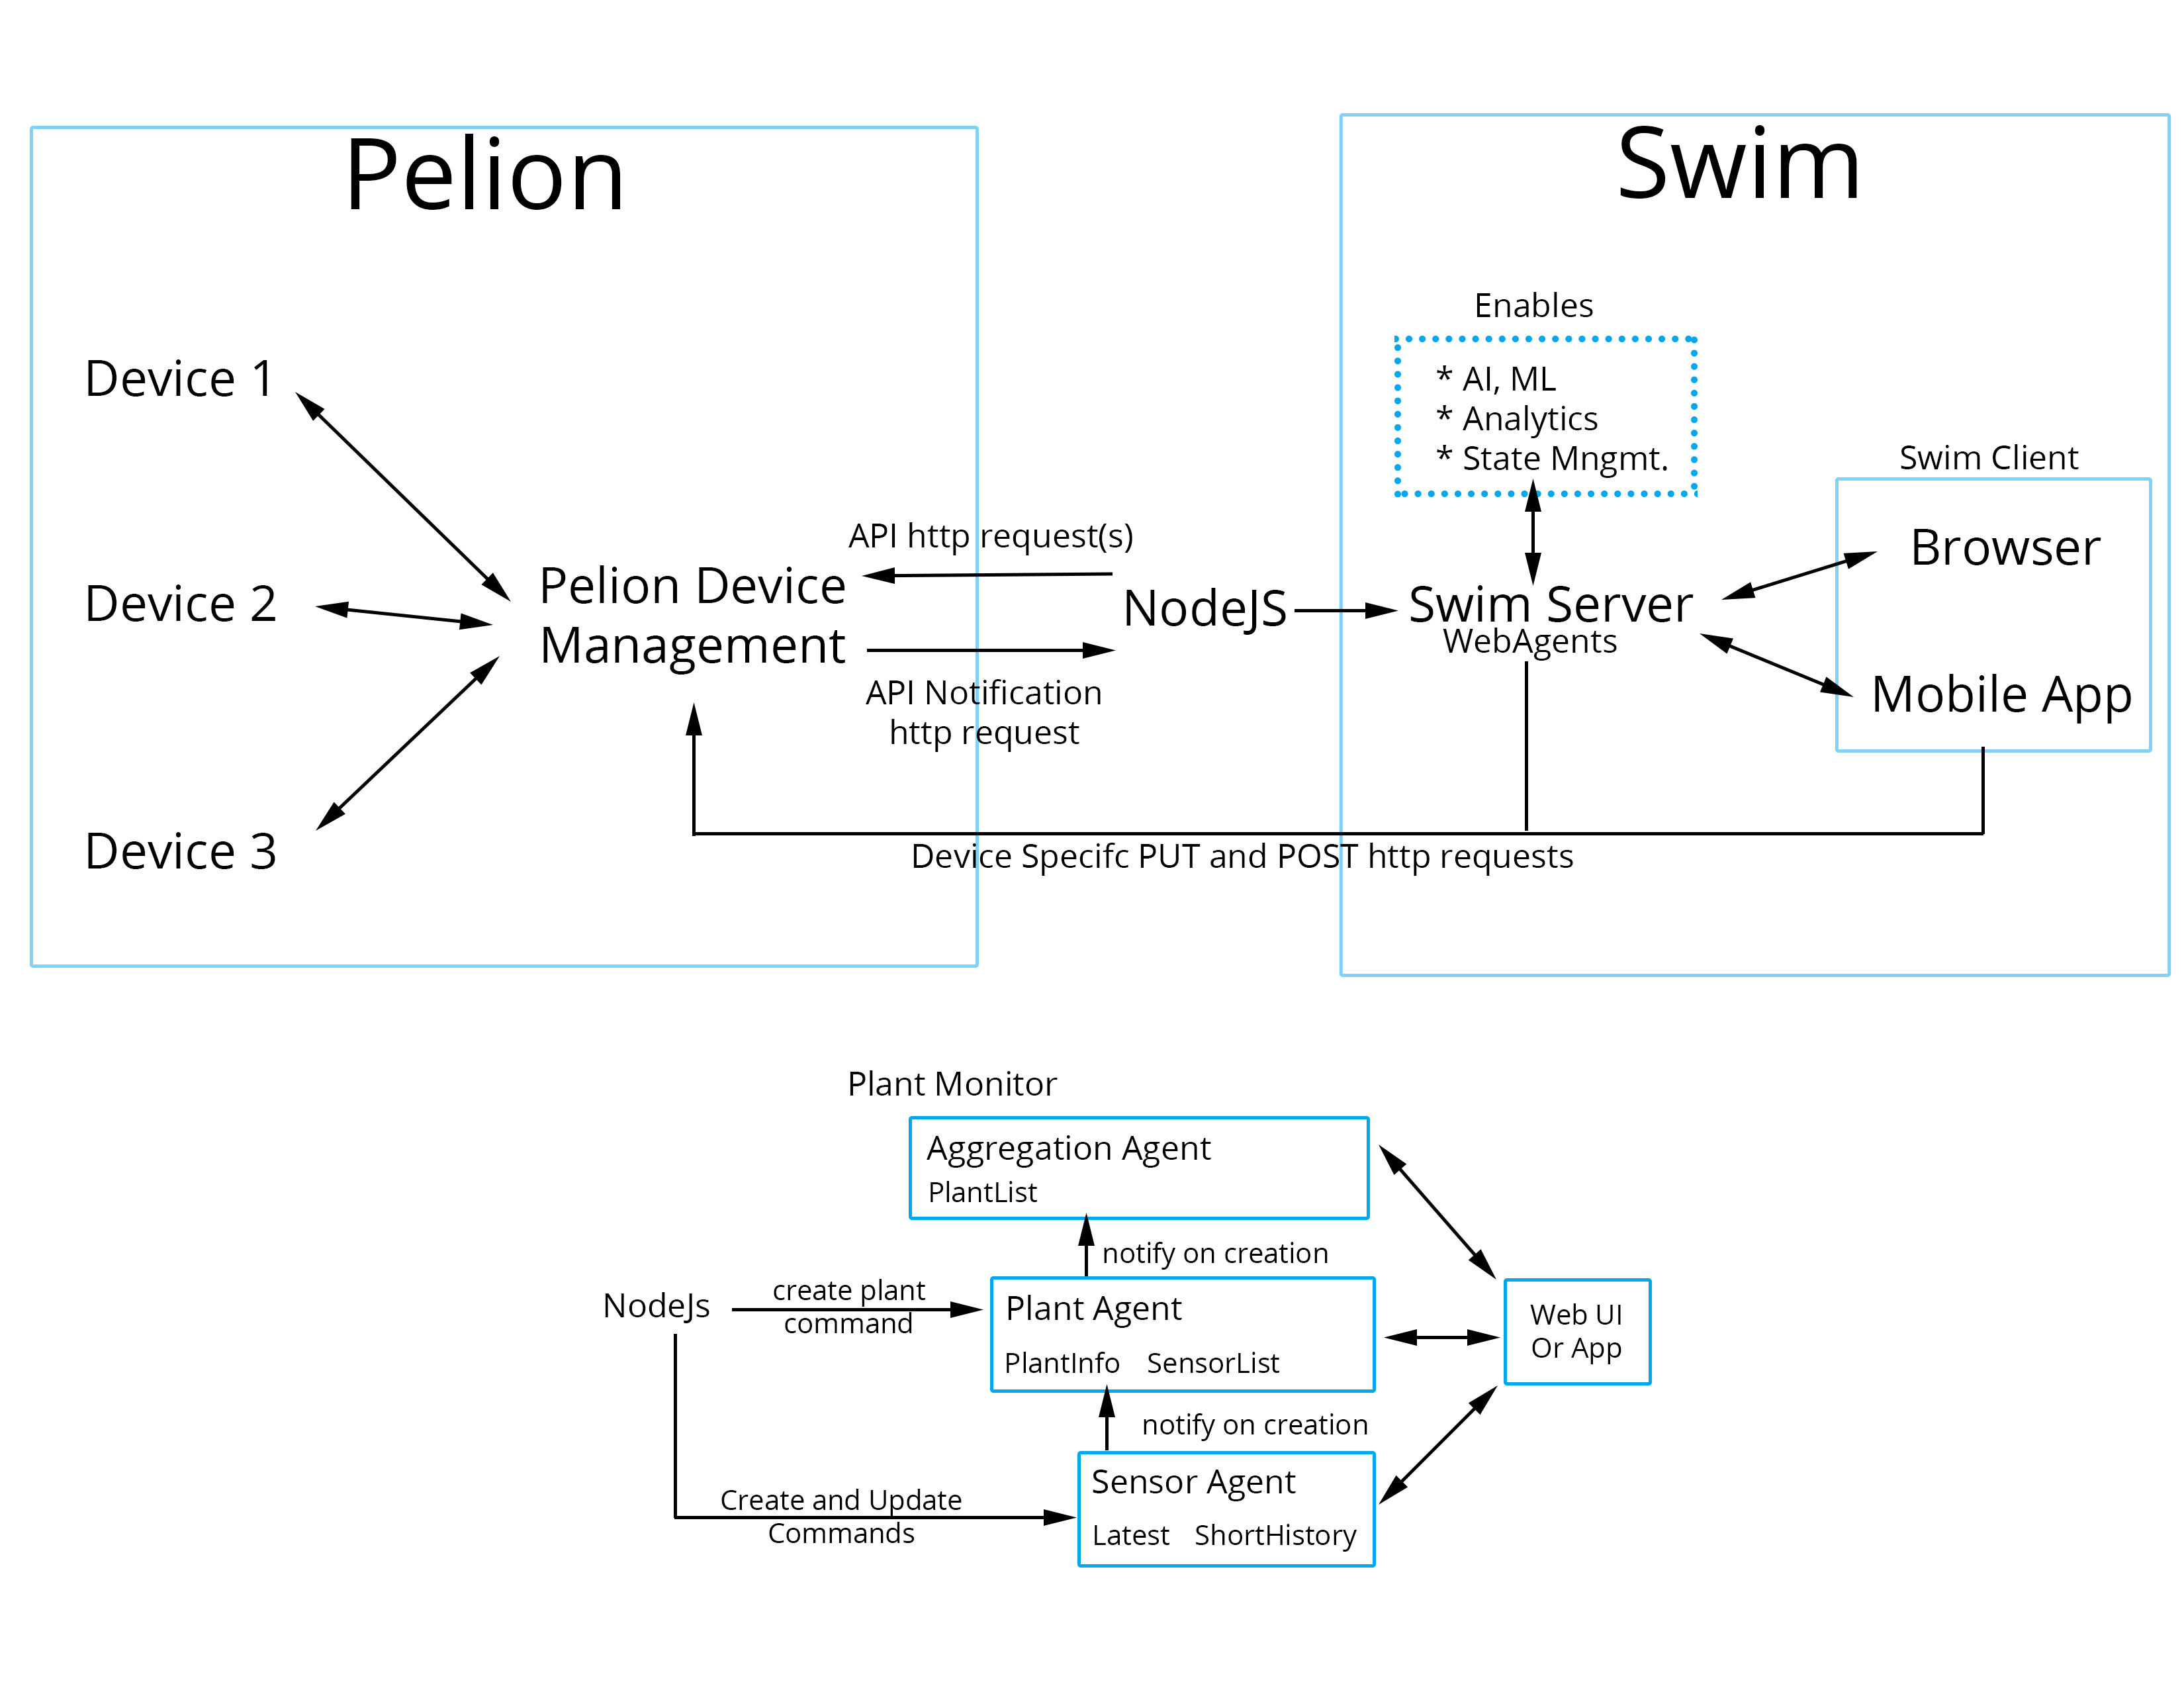 Pelion
Swim
Enables
* AI, ML
* Analytics
* State Mngmt.
Device 1
Device 2
Device 3
Pelion Device
Management
API http request(s)
API Notification
http request
NodeJS
Swim Server
WebAgents
Swim Client
Browser
Mobile App
Device Specifc PUT and POST http requests
Plant Monitor
Aggregation Agent
PlantList
notify on creation
NodeJs
create plant
command
Plant Agent
PlantInfo SensorList
Web UI
Or App
notify on creation
Create and Update
Commands
Sensor Agent
Latest ShortHistory